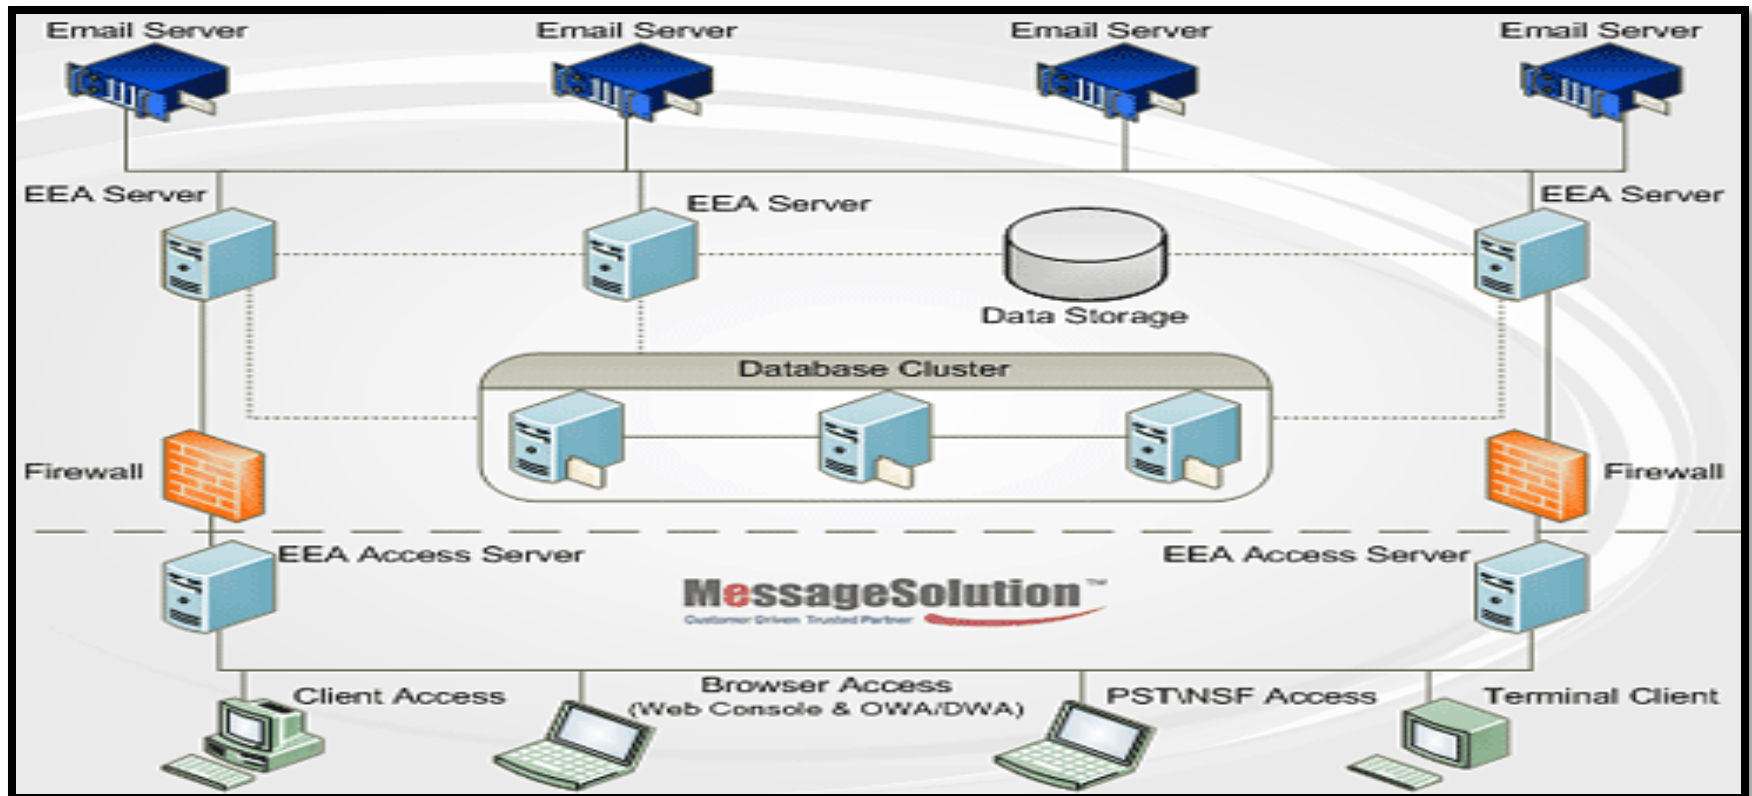 Email Server
Email Server
Email Server
Email Server
EEA Server
EEA Server
EEA Server
Data Storage
Database Cluster
Firewall
Firewall
EEA Access Server
EEA Access Server
MessageSolution™
Customer Driven Trusted Partner
Client Access
Browser Access
(Web Console & OWA/DWA)
PST\NSF Access
Terminal Client